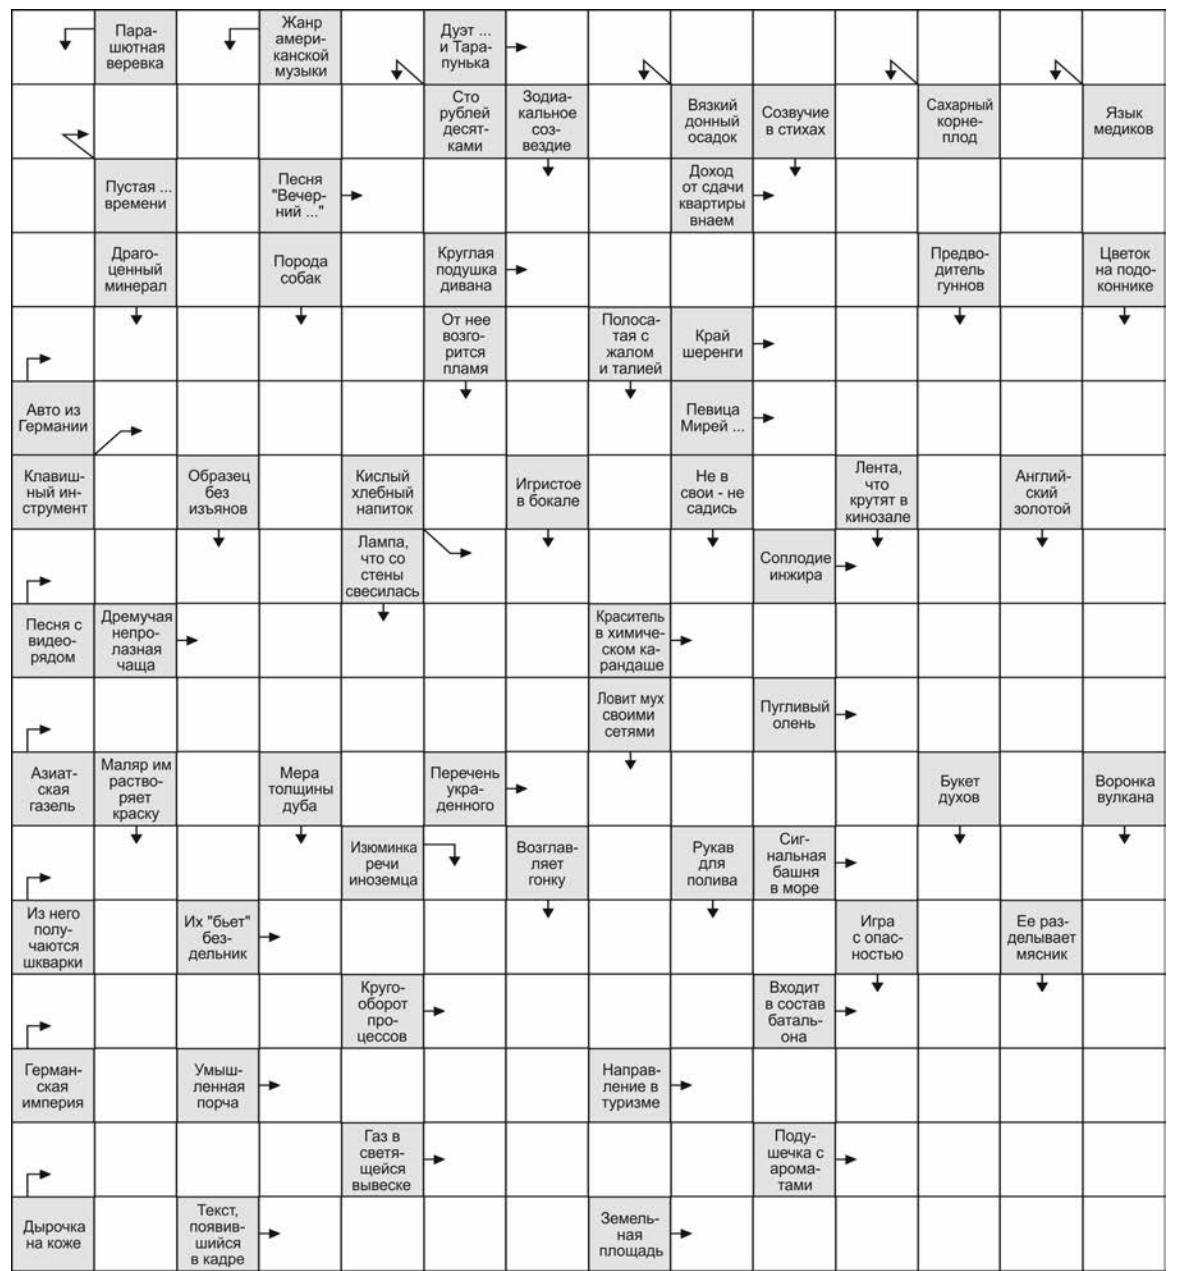 Пара-
шютная
веревка
Жанр
амери-
канской
музыки
Дуэт ...
и Тара-
пунька
Сто
рублей
десят-
ками
Зодиа-
кальное
соз-
вездие
Вязкий
донный
осадок
Созвучие
в стихах
Сахарный
корне-
плод
Язык
медиков
Пустая ...
времени
Песня
"Вечер-
ний ..."
Доход
от сдачи
квартиры
внаем
Драго-
ценный
минерал
Порода
собак
Круглая
подушка
дивана
Предво-
дитель
гуннов
Цветок
на подо-
коннике
От нее
возго-
рится
пламя
Полоса-
тая с
жалом
и талией
Край
шеренги
Авто из
Германии
Певица
Мирей ...
Клавиш-
ный ин-
струмент
Образец
без
изъянов
Кислый
хлебный
напиток
Игристое
в бокале
Не в
свои - не
садись
Лента,
что
крутят в
кинозале
Англий-
ский
золотой
Лампа,
что со
стены
свесилась
Соплодие
инжира
Песня с
видео-
рядом
Дремучая
непро-
лазная
чаща
Краситель
в химиче-
ском ка-
рандаше
Ловит мух
своими
сетями
Пугливый
олень
Азиат-
ская
газель
Маляр им
раство-
ряет
краску
Мера
толщины
дуба
Перечень
укра-
денного
Букет
духов
Воронка
вулкана
Изюминка
речи
иноземца
Возглав-
ляет
гонку
Рукав
для
полива
Сиг-
нальная
башня
в море
Из него
полу-
чаются
шкварки
Их "бьет"
без-
дельник
Игра
с опас-
ностью
Ее раз-
делывает
мясник
Круго-
оборот
про-
цессов
Входит
в состав
баталь-
она
Герман-
ская
империя
Умыш-
ленная
порча
Направ-
ление в
туризме
Газ в
светя-
щейся
вывеске
Поду-
шечка с
арома-
тами
Дырочка
на коже
Текст,
появив-
шийся
в кадре
Земель-
ная
площадь